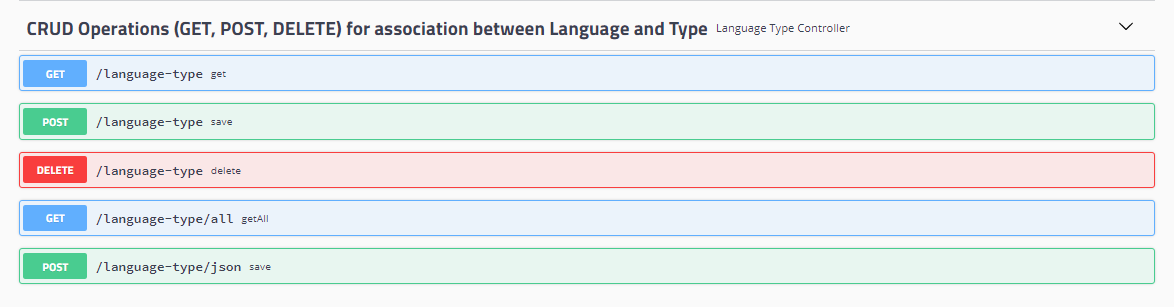 CRUD Operations (GET, POST, DELETE) for association between Language and Type Language Type Controller
GET /language-type get
POST /language-type save
DELETE /language-type delete
GET /language-type/all getAll
POST /language-type/json save